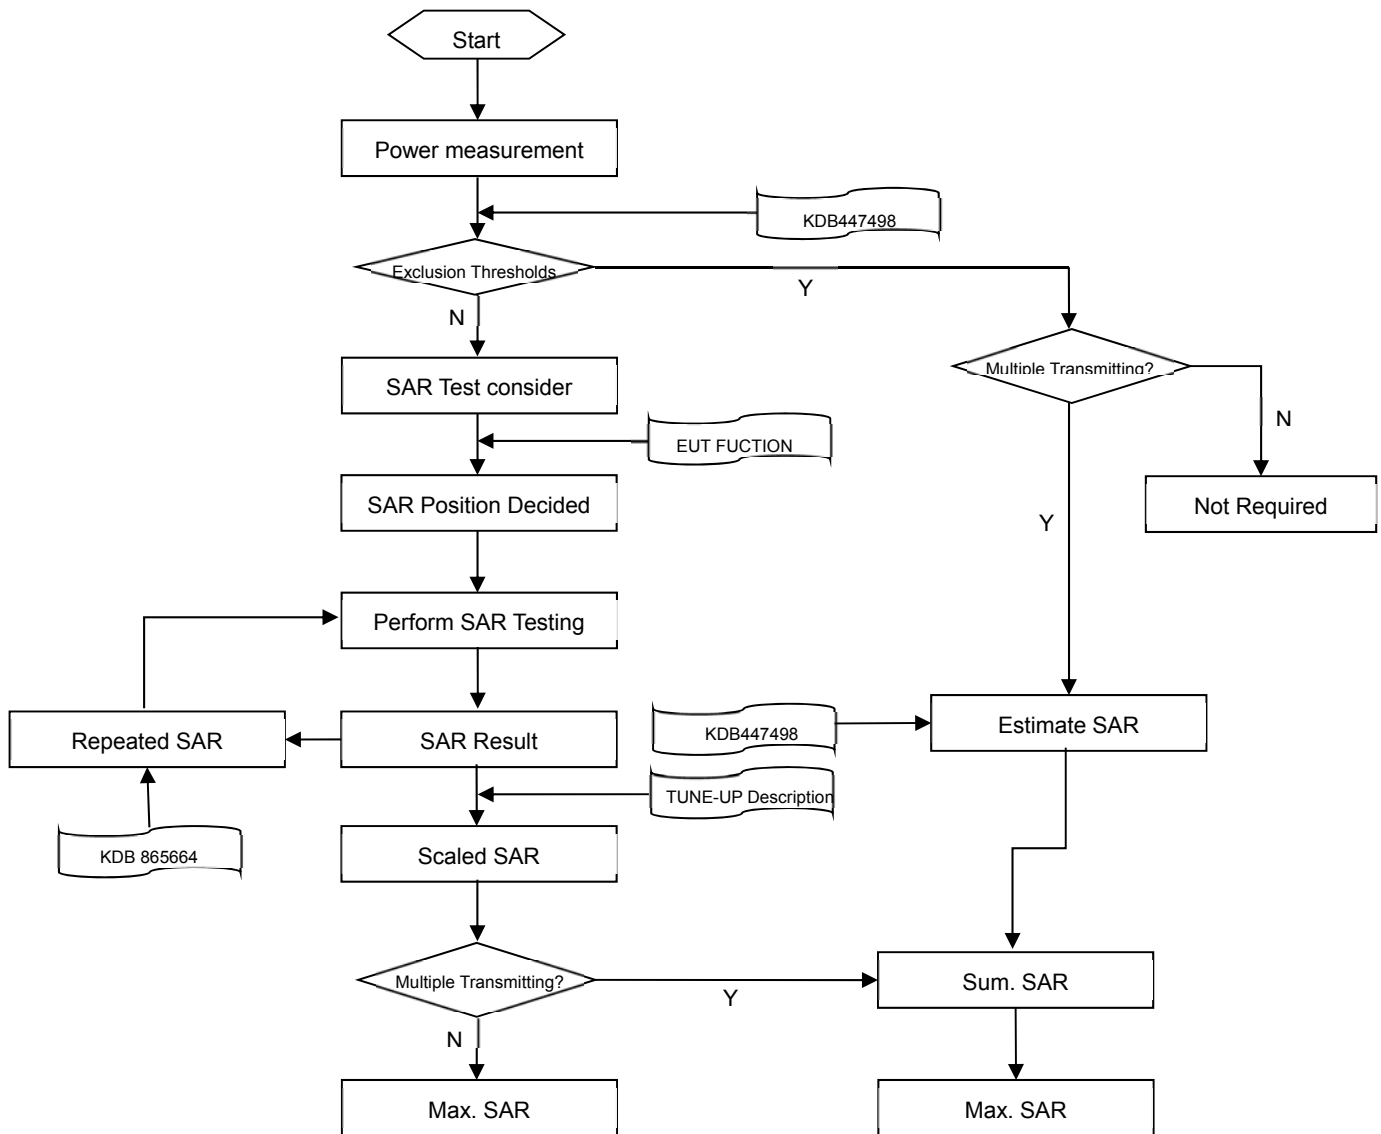 Start
Power measurement
KDB447498
Exclusion Thresholds
Y
N
Multiple Transmitting?
SAR Test consider
N
EUT FUCTION
SAR Position Decided
Not Required
Y
Perform SAR Testing
Repeated SAR
SAR Result
KDB447498
Estimate SAR
TUNE-UP Description
KDB 865664
Scaled SAR
Multiple Transmitting?
Y
Sum. SAR
N
Max. SAR
Max. SAR